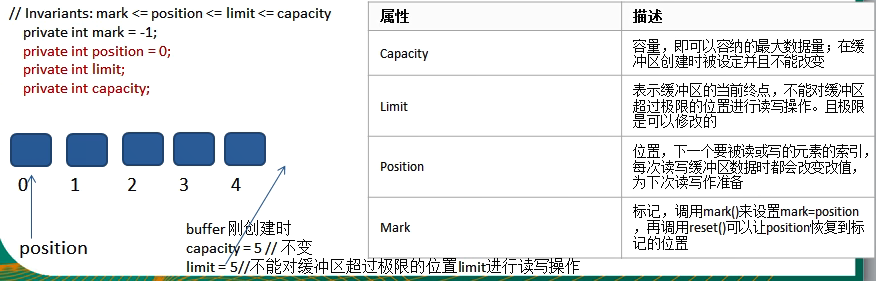 // Invariants: mark <= position <= limit <= capacity
private int mark = -1;
private int position = 0;
private int limit;
private int capacity;
0 1 2 3 4
position
buffer 刚创建时
capacity = 5 // 不变
limit = 5//不能对缓冲区超过极限的位置limit进行读写操作
属性 描述
Capacity
容量，即可以容纳的最大数据量；在缓
冲区创建时被设定并且不能改变
Limit
表示缓冲区的当前终点，不能对缓冲区
超过极限的位置进行读写操作。且极限
是可以修改的
Position
位置，下一个要被读或写的元素的索引，
每次读写缓冲区数据时都会改变改值，
为下次读写作准备
Mark
标记，调用mark()来设置mark=position
，再调用reset()可以让position恢复到标
记的位置